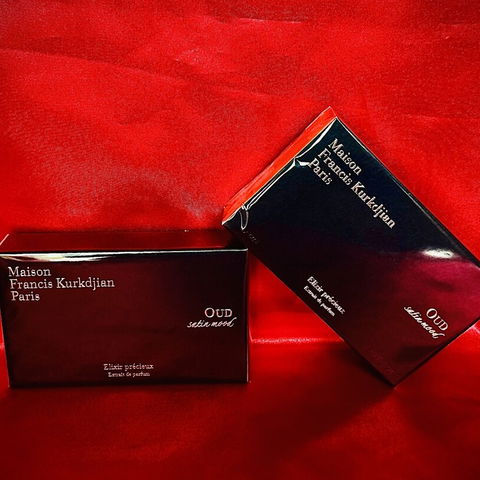 Maison
Francis Kurkdjian
Paris
OUD
satin mood
Elixir précieux
Extrait de parfum
Maison
Francis Kurkdjian
Paris
OUD
satin mood
Elixir précieux
Extrait de parfum